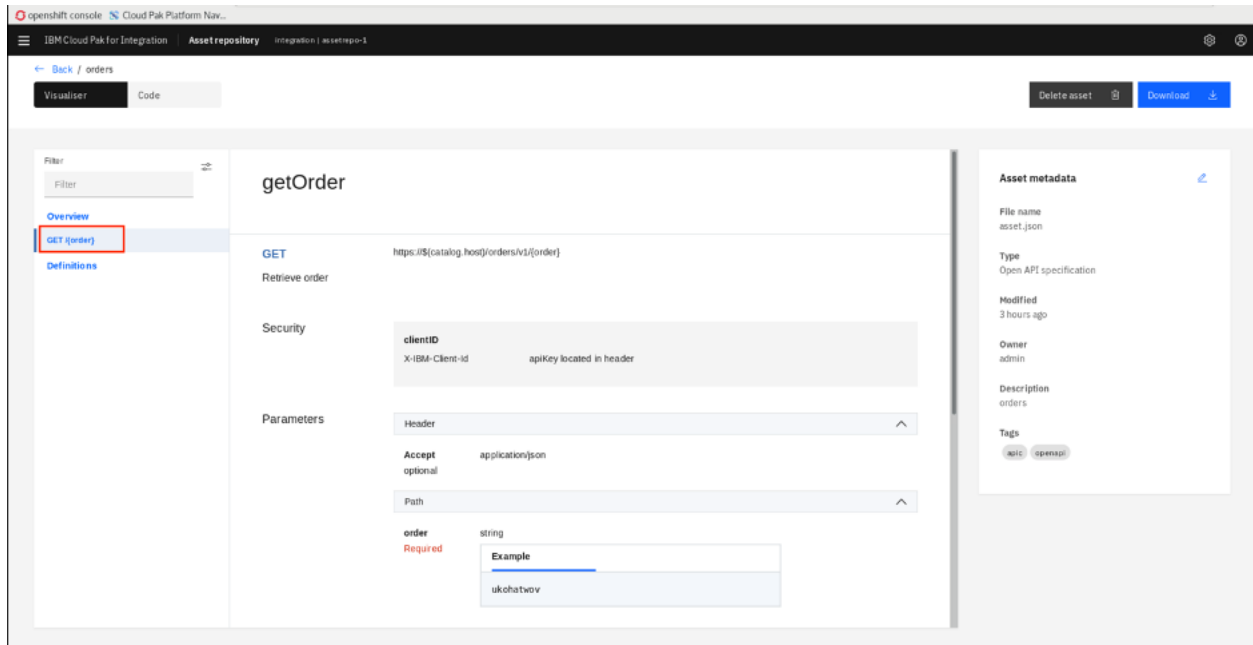 openshift console Cloud Pak Platform Nav...
IBM Cloud Pak for Integration Asset repository integration | assetrepo-1
← Back / orders
Visualiser Code
Delete asset Download
Filter
Filter
Overview
GET /{order}
Definitions
getOrder
GET https://$(catalog.host)/orders/v1/{order}
Retrieve order
Security
clientID
X-IBM-Client-Id apiKey located in header
Parameters
Header
Accept application/json
optional
Path
order string
Required
Example
ukohatwov
Asset metadata
File name
asset.json
Type
Open API specification
Modified
3 hours ago
Owner
admin
Description
orders
Tags
apic openapi